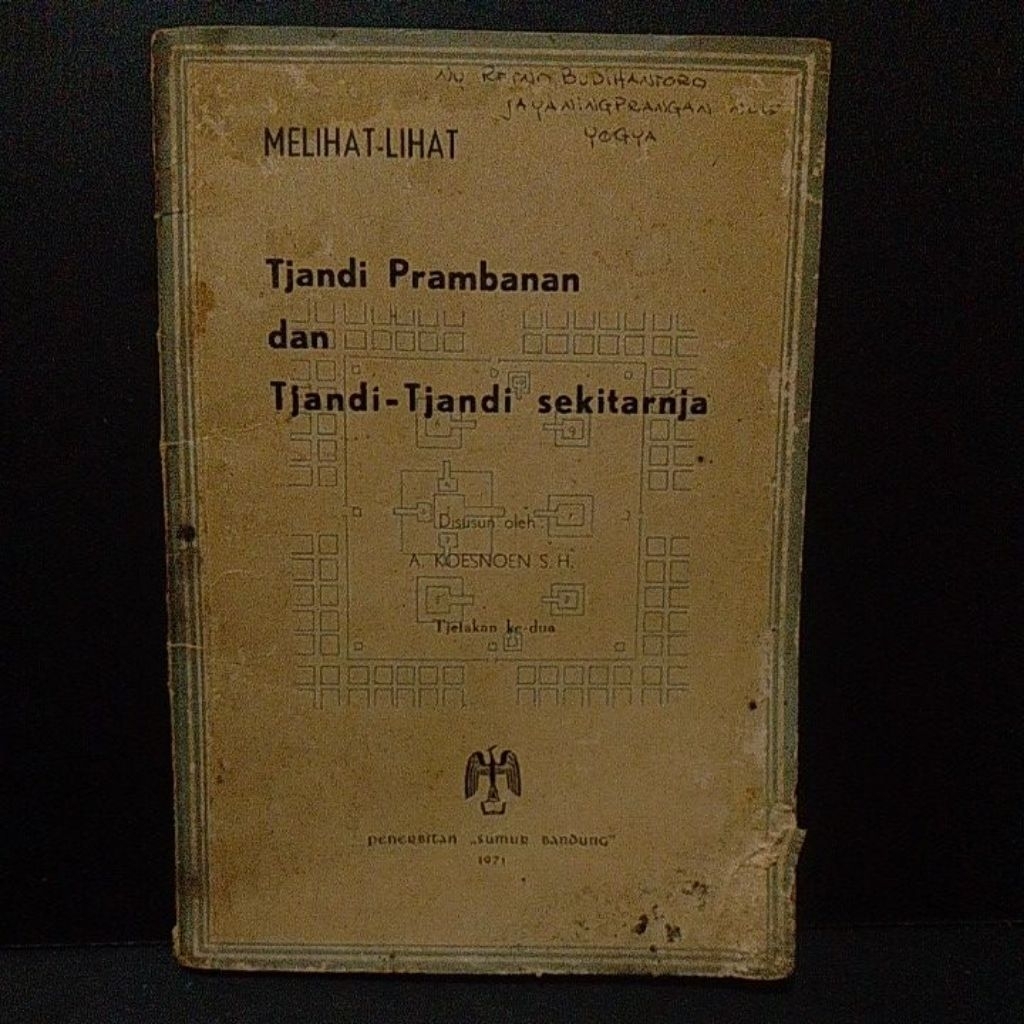 BUDIHANTORO
JAYANINGPRANGAN
YOGYA
MELIHAT-LIHAT
Tjandi Prambanan
dan
Tjandi-Tjandi sekitarnja
Disusun oleh :
A. KOESNOEN S. H.
Tjetakan ke-dua
penerbitan „sumur bandung"
1971